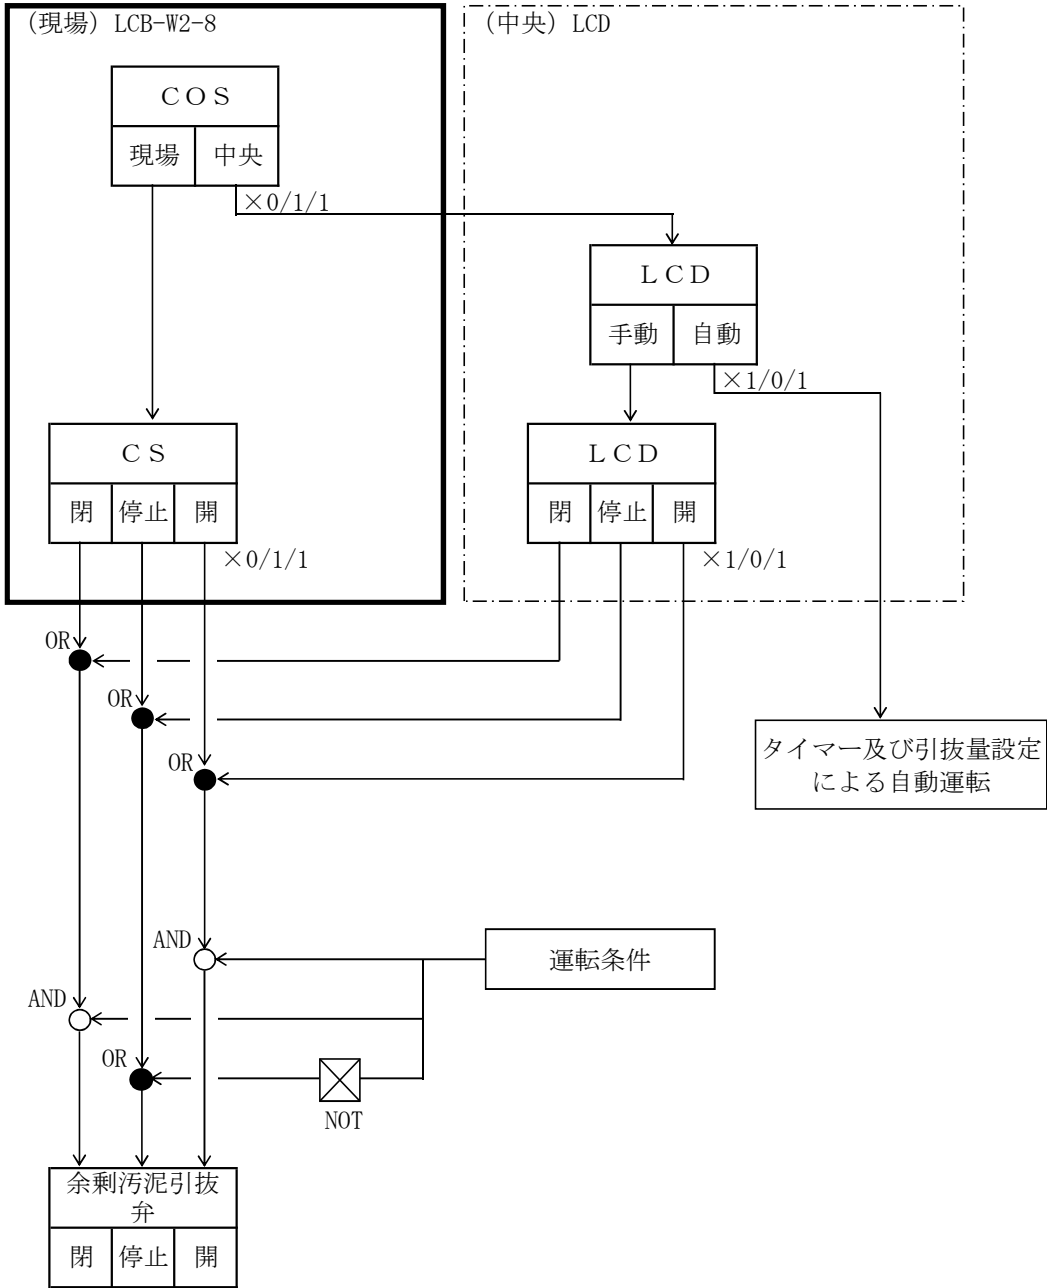 (現場) LCB-W2-8
(中央) LCD
COS
現場 中央
×0/1/1
LCD
手動 自動
×1/0/1
CS
閉 停止 開
×0/1/1
LCD
閉 停止 開
×1/0/1
OR
OR
OR
タイマー及び引抜量設定
による自動運転
AND
運転条件
AND
OR
NOT
余剰汚泥引抜
弁
閉 停止 開